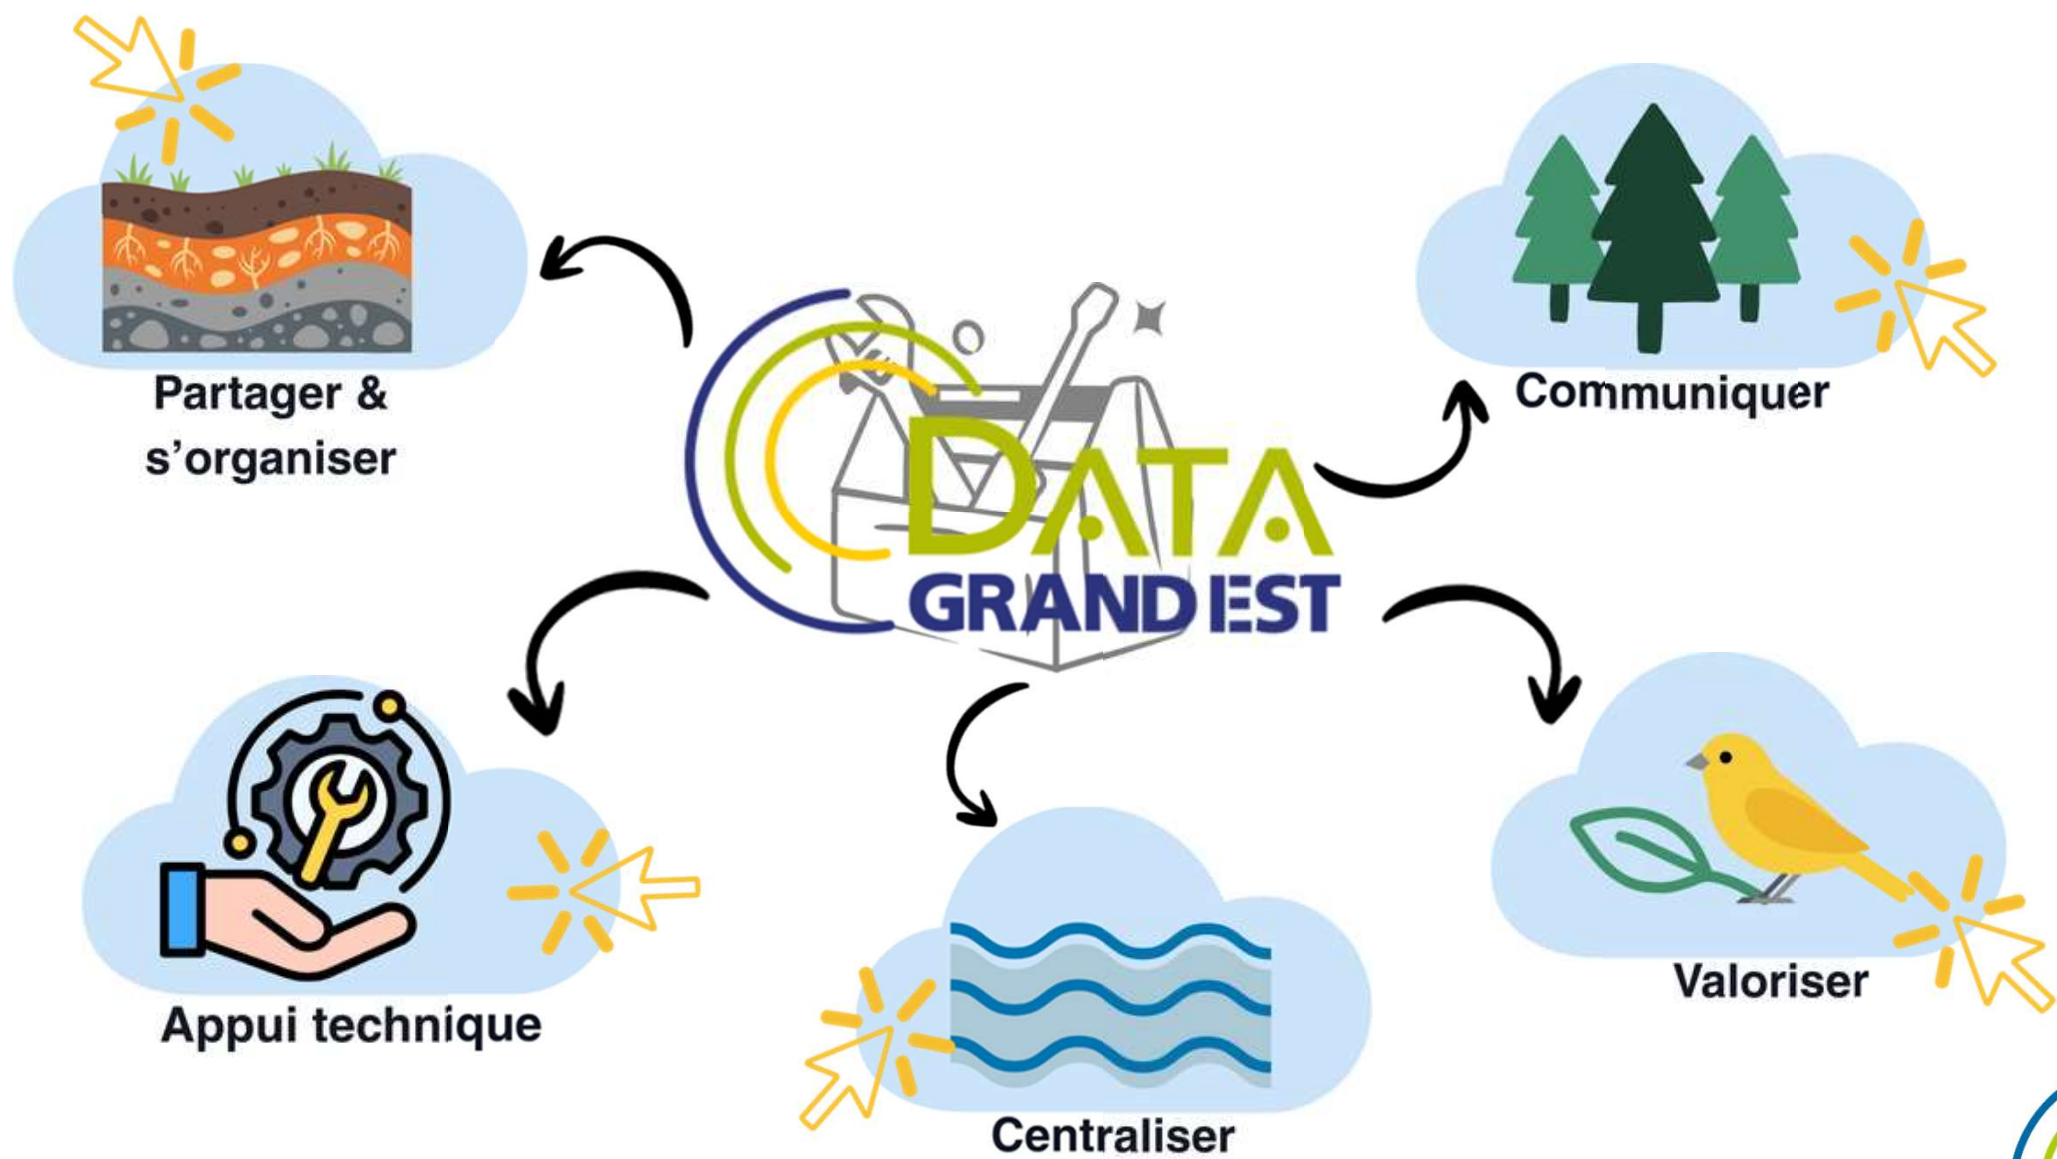 Partager &
s'organiser
Communiquer
DATA
GRAND EST
Appui technique
Centraliser
Valoriser